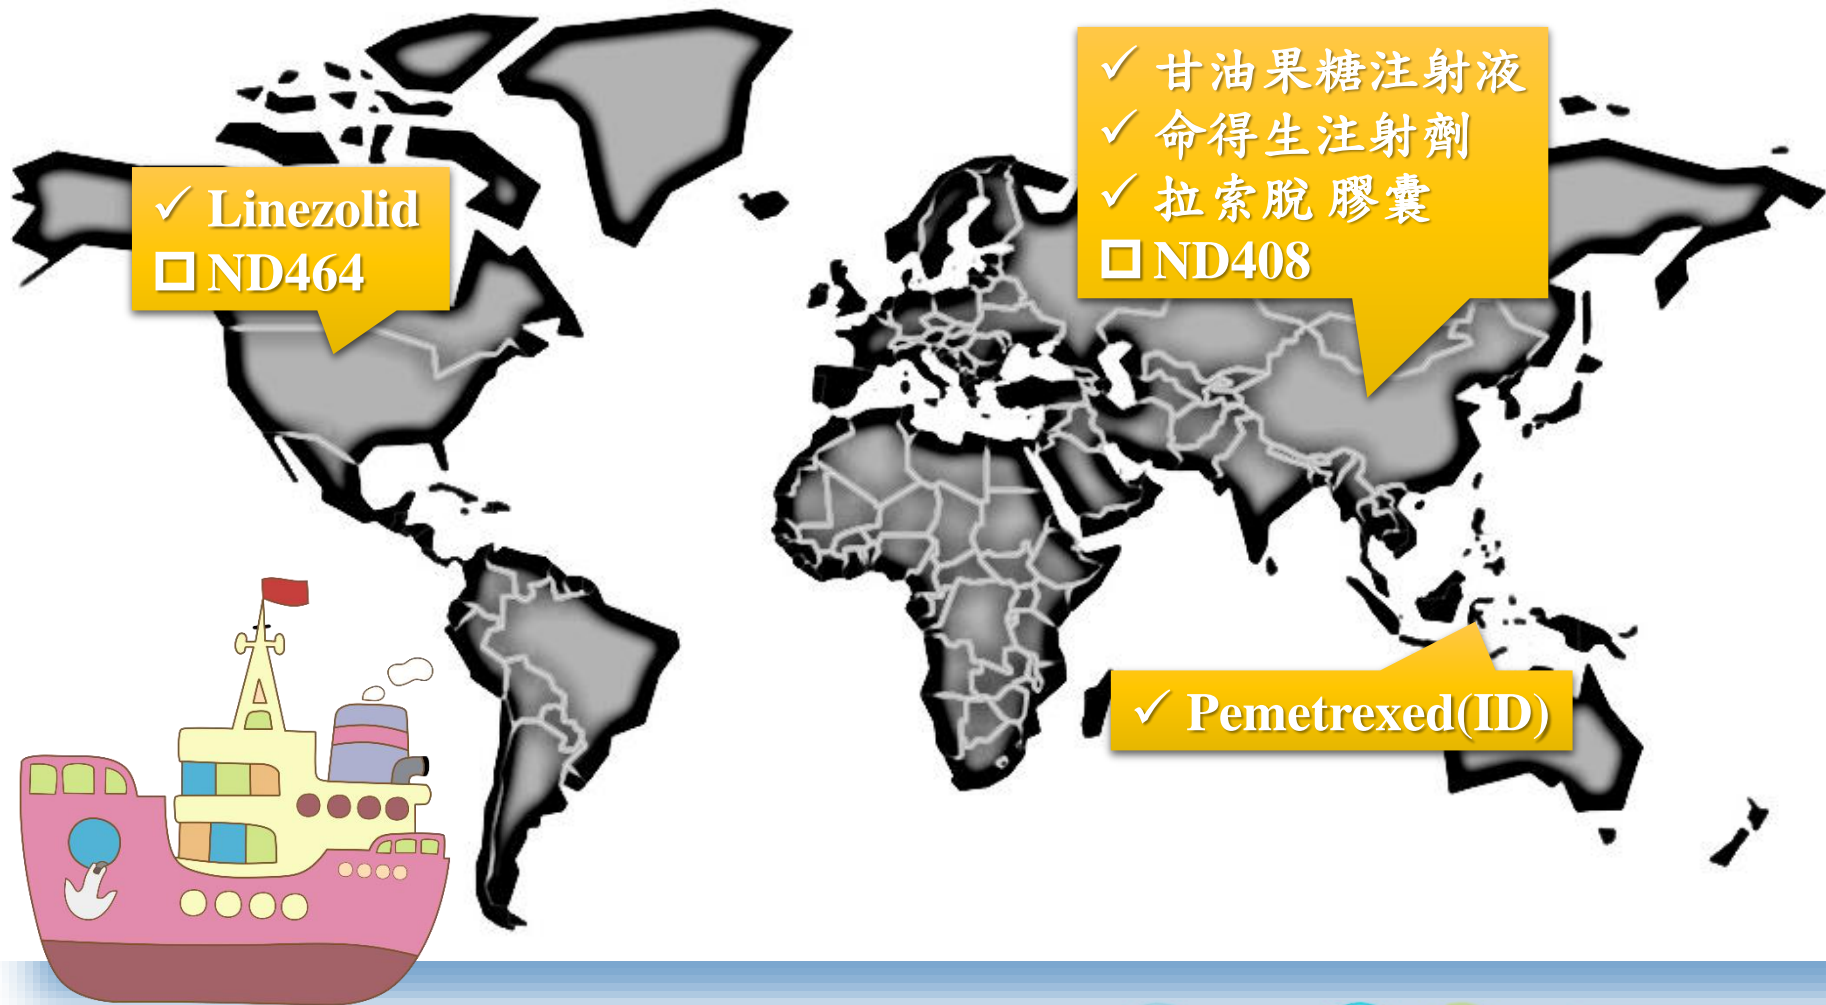 ✓ Linezolid
☐ ND464
✓ 甘油果糖注射液
✓ 命得生注射劑
✓ 拉索脫 膠囊
☐ ND408
✓ Pemetrexed(ID)